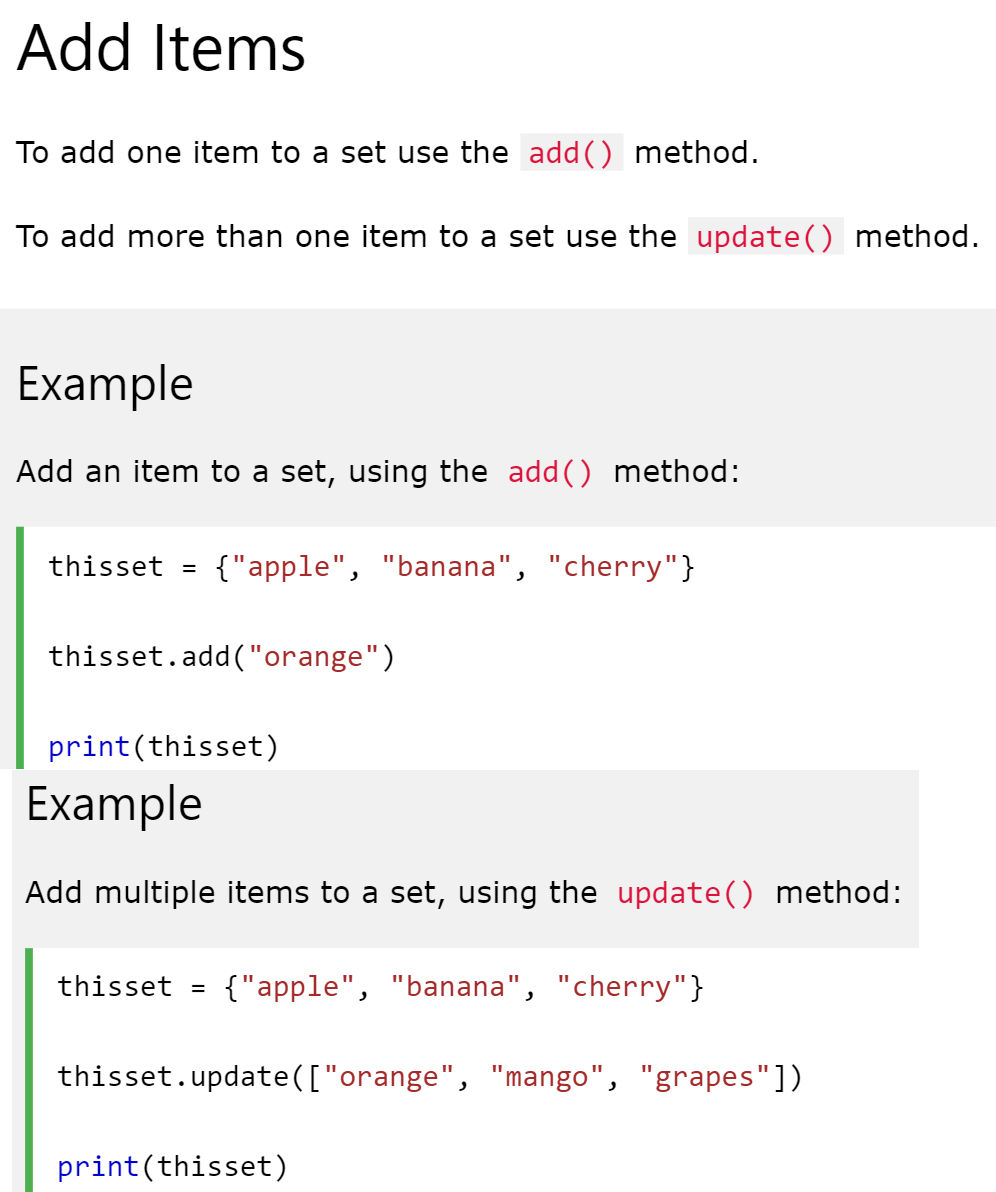 Add Items
To add one item to a set use the add() method.
To add more than one item to a set use the update() method.
Example
Add an item to a set, using the add() method:
thisset = {"apple", "banana", "cherry"}
thisset.add("orange")
print(thisset)
Example
Add multiple items to a set, using the update() method:
thisset = {"apple", "banana", "cherry"}
thisset.update(["orange", "mango", "grapes"])
print(thisset)